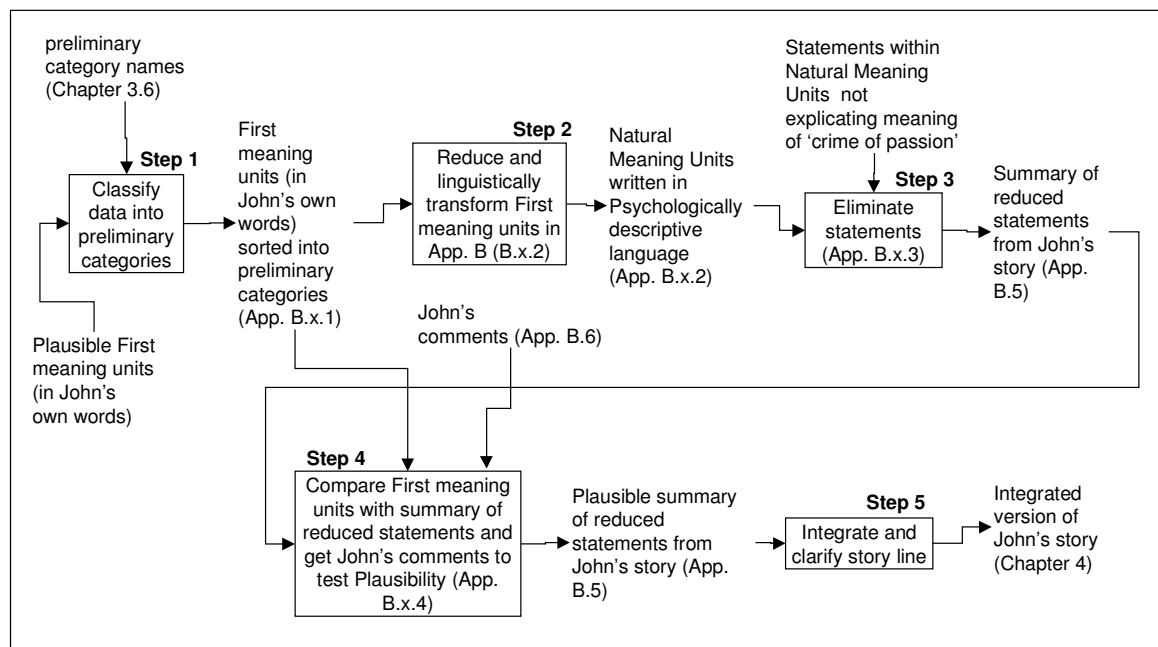 preliminary
category names
(Chapter 3.6)
Step 1
Classify
data into
preliminary
categories
Plausible First
meaning units
(in John's
own words)
First
meaning
units (in
John's own
words)
sorted into
preliminary
categories
(App. B.x.1)
Step 2
Reduce and
linguistically
transform First
meaning units in
App. B (B.x.2)
Natural
Meaning Units
written in
Psychologically
descriptive
language
(App. B.x.2)
Statements within
Natural Meaning
Units  not
explicating meaning
of ‘crime of passion’
Step 3
Eliminate
statements
(App. B.x.3)
Summary of
reduced
statements
from John's
story (App.
B.5)
John's
comments (App. B.6)
Step 4
Compare First meaning
units with summary of
reduced statements and
get John's comments to
test Plausibility (App.
B.x.4)
Plausible summary
of reduced
statements from
John's story (App.
B.5)
Step 5
Integrate and
clarify story line
Integrated
version of
John's story
(Chapter 4)